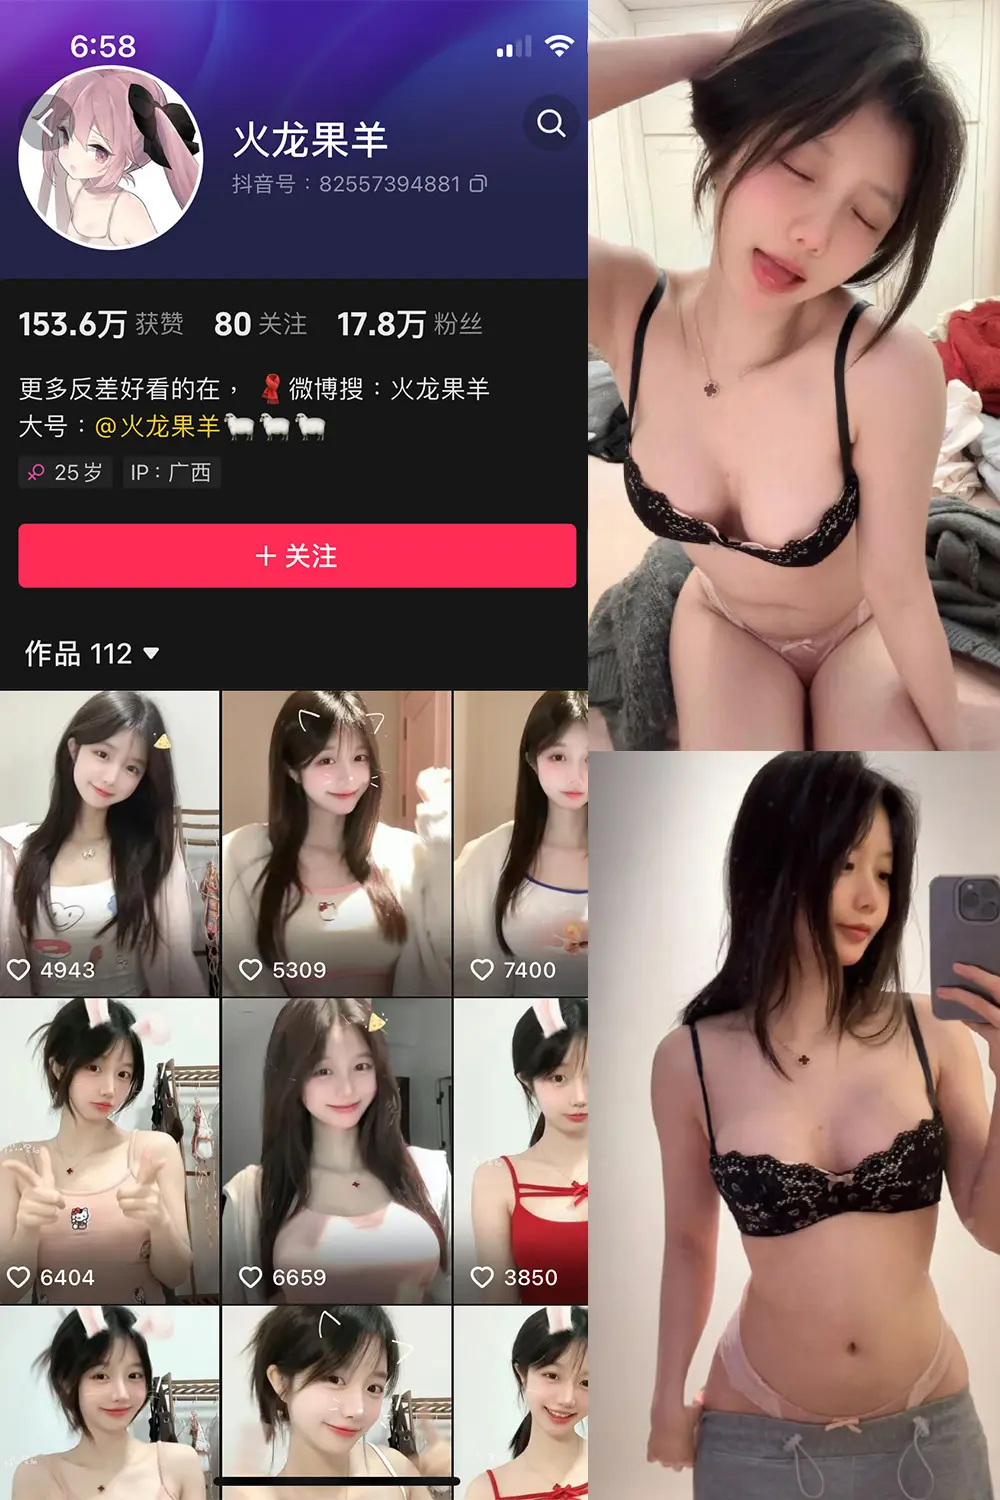 6:58
火龙果羊
抖音号：82557394881
153.6万 获赞 80 关注 17.8万 粉丝
更多反差好看的在， 🧣微博搜：火龙果羊
大号：@火龙果羊🐑🐑🐑
25岁 IP：广西
+ 关注
作品 112
4943 5309 7400
6404 6659 3850